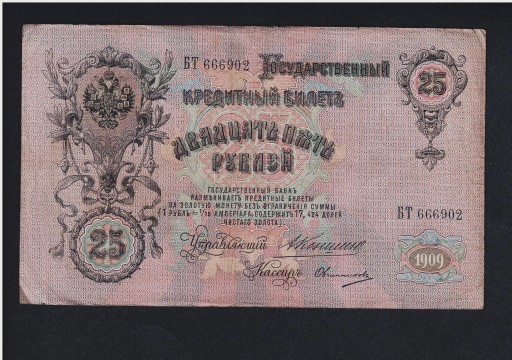 БТ 666902
Государственный
25
Кредитный Билетъ
Двадцать пять
рублей
ГОСУДАРСТВЕННЫЙ БАНКЪ
РАЗМѢНИВАЕТЪ КРЕДИТНЫЕ БИЛЕТЫ
НА ЗОЛОТУЮ МОНЕТУ БЕЗЪ ОГРАНИЧЕНІЯ СУММЫ
(1 РУБЛЬ = 1/15 ИМПЕРІАЛА, СОДЕРЖИТЪ 17,424 ДОЛЕЙ
ЧИСТАГО ЗОЛОТА).
БТ 666902
25
Управляющій
Кассиръ
1909